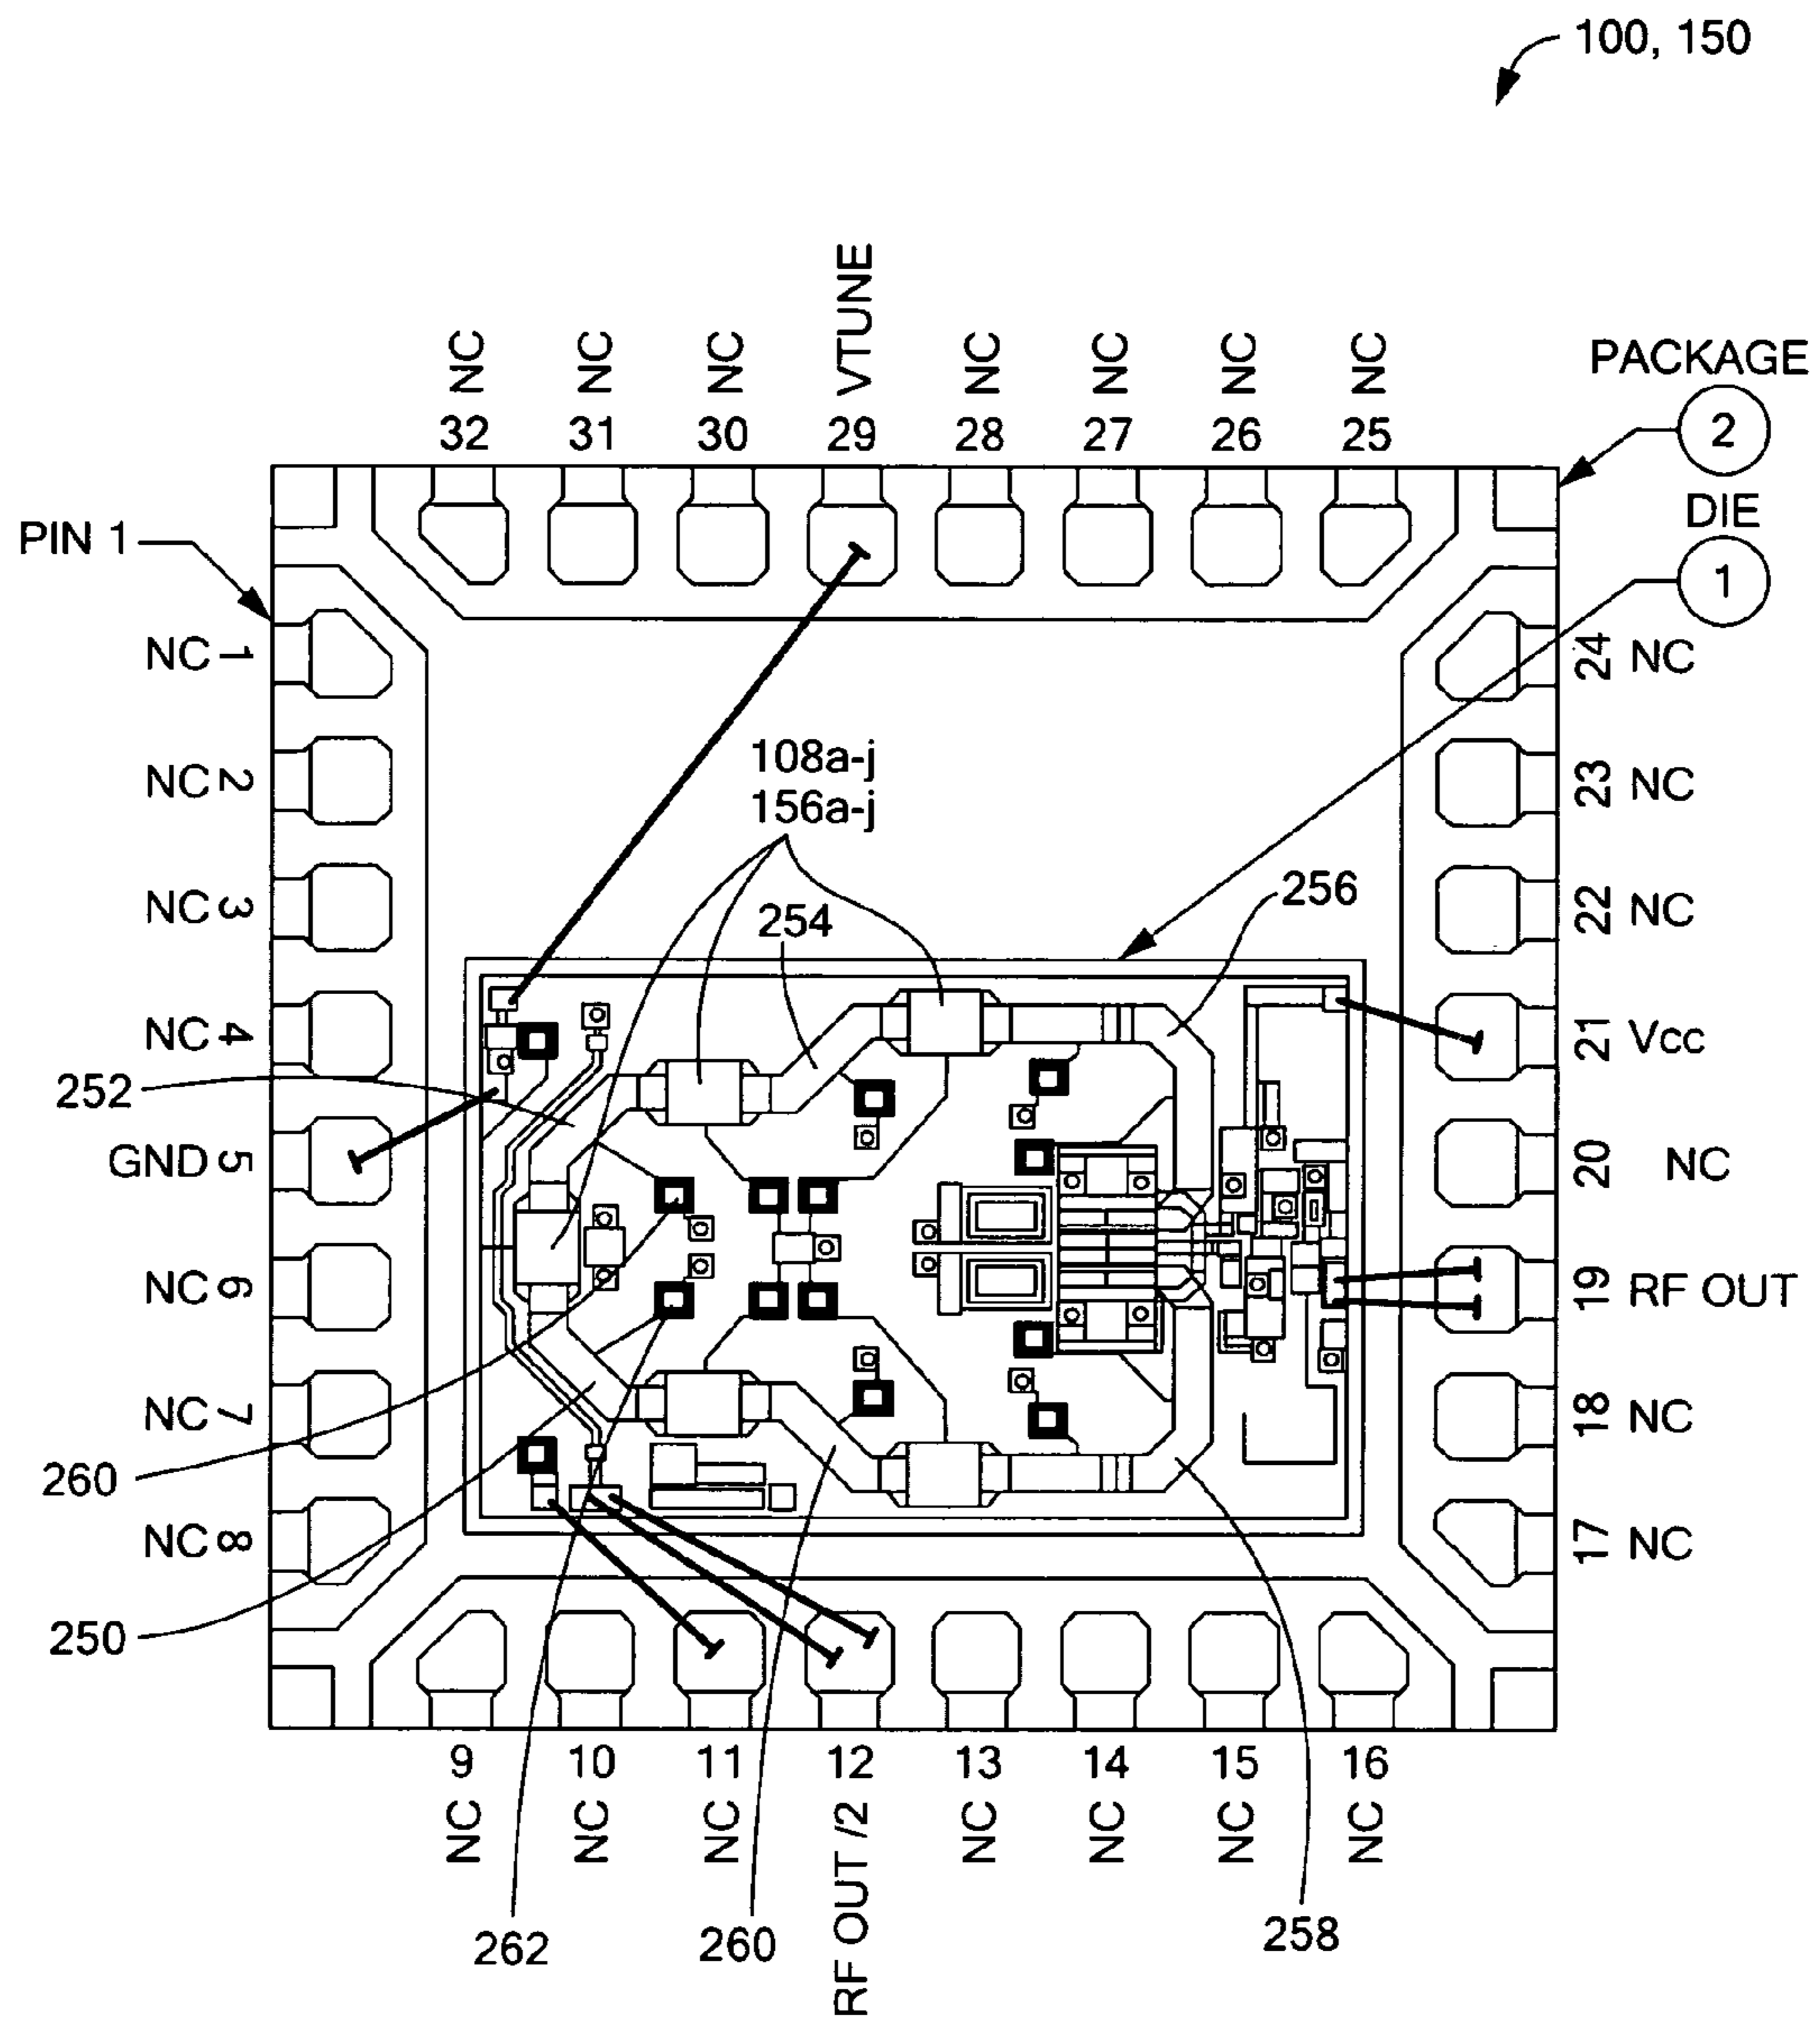 100, 150
PACKAGE
2
DIE
1
NC NC NC VTUNE NC NC NC NC
32 31 30 29 28 27 26 25
PIN 1
NC 1
NC 2
NC 3
NC 4
252
GND 5
NC 6
NC 7
260
NC 8
250
108a-j
156a-j
254
256
24 NC
23 NC
22 NC
21 Vcc
20 NC
19 RF OUT
18 NC
17 NC
9 10 11 12 13 14 15 16
NC NC NC RF OUT /2 NC NC NC NC
262
260
258